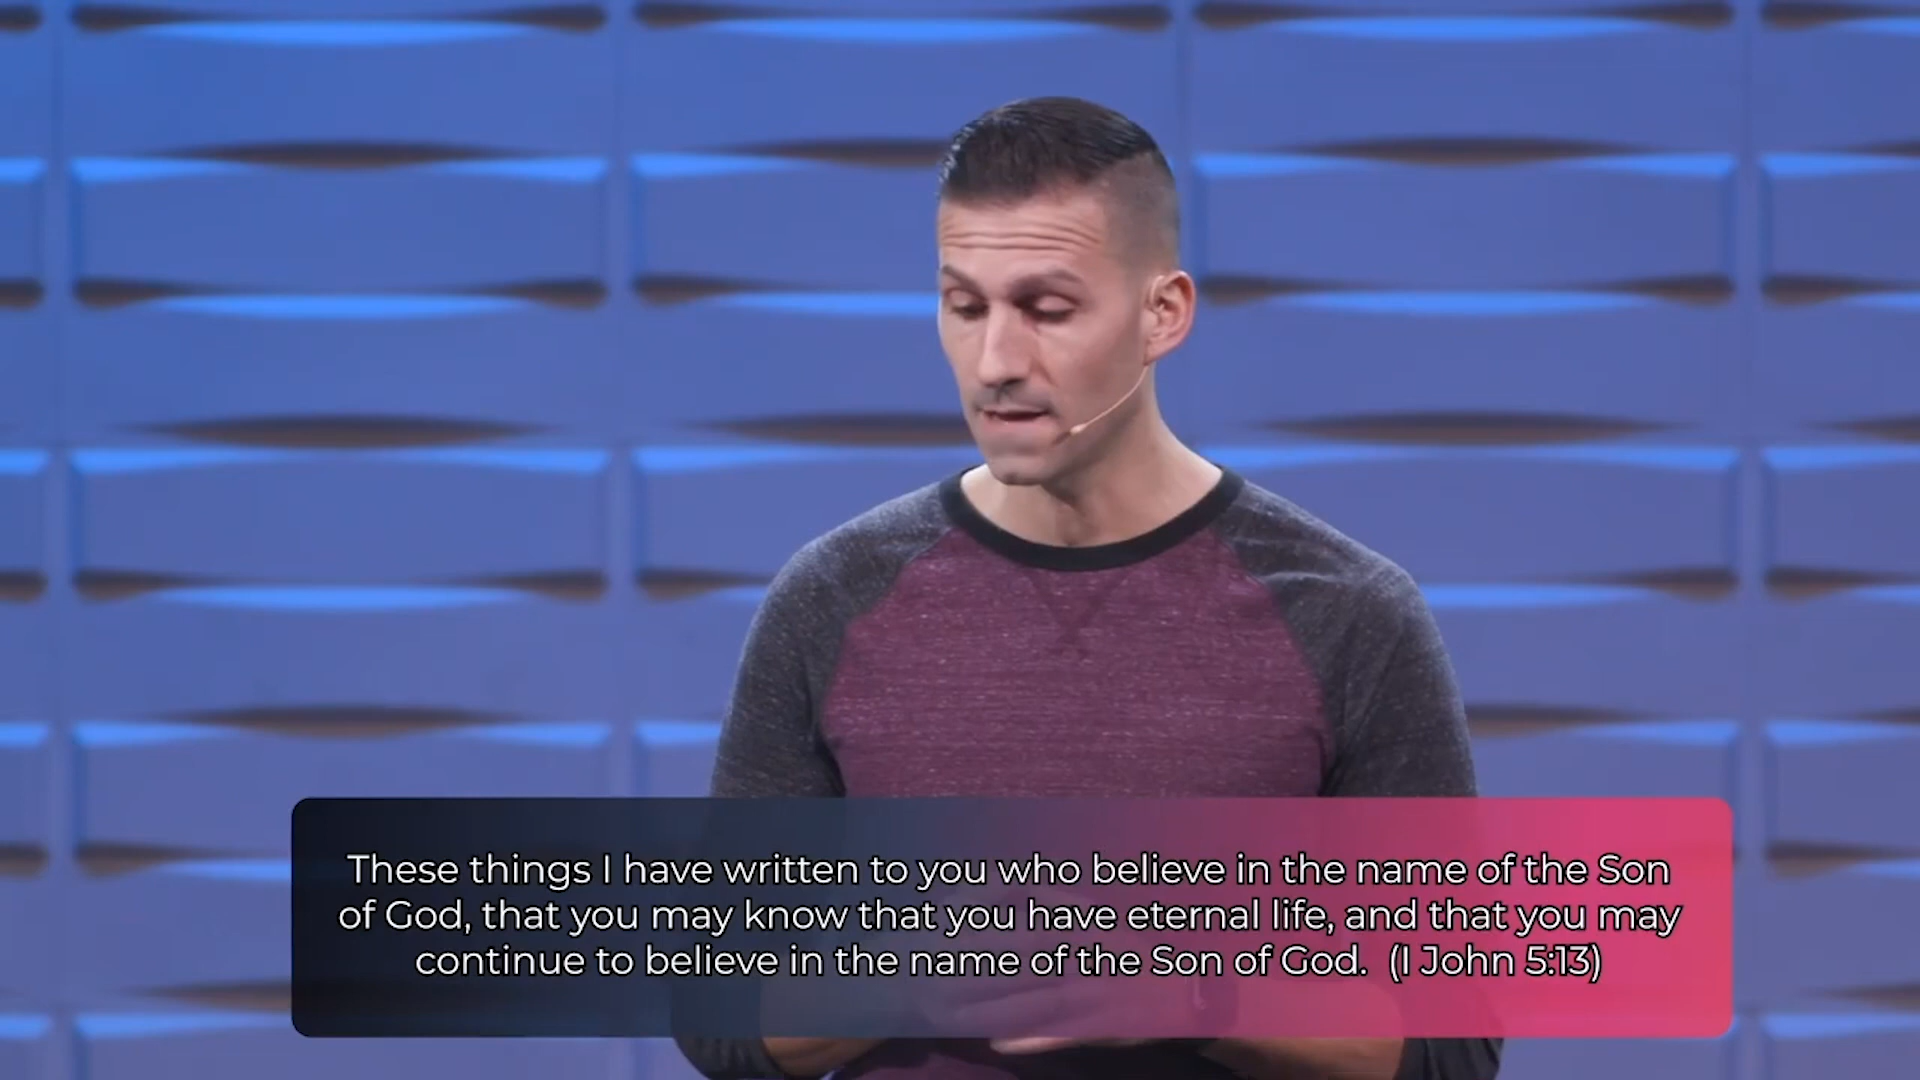 These things I have written to you who believe in the name of the Son
of God, that you may know that you have eternal life, and that you may
continue to believe in the name of the Son of God.  (I John 5:13)